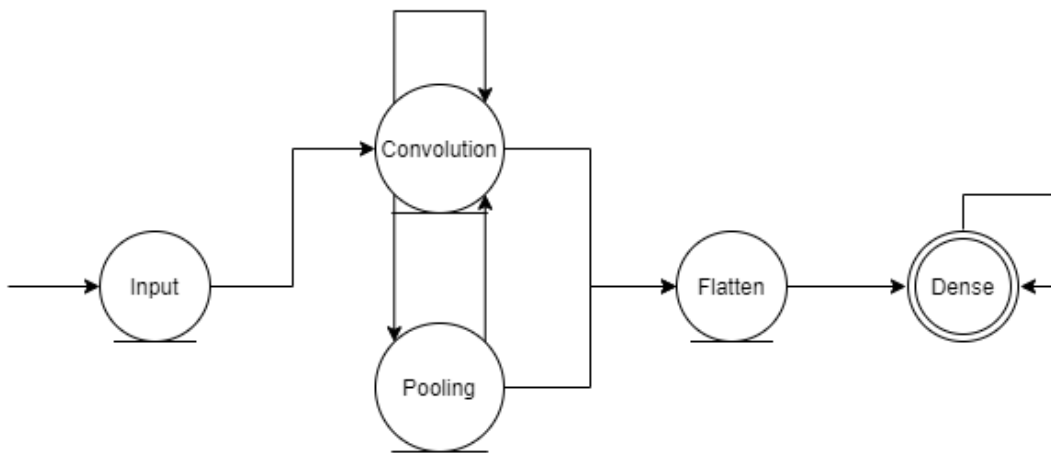 Convolution
Input
Flatten
Dense
Pooling